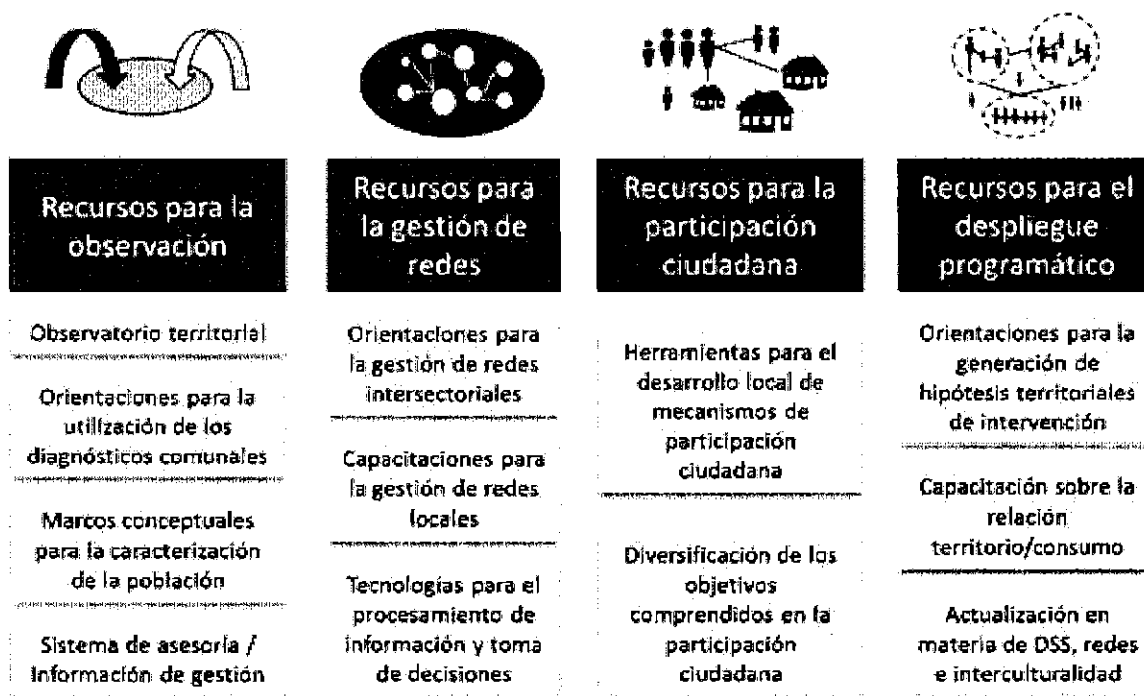 Recursos para la
observación
Observatorio territorial
Orientaciones para la
utilización de los
diagnósticos comunales
Marcos conceptuales
para la caracterización
de la población
Sistema de asesoría /
Información de gestión
Recursos para
la gestión de
redes
Orientaciones para
la gestión de redes
intersectoriales
Capacitaciones para
la gestión de redes
locales
Tecnologías para el
procesamiento de
información y toma
de decisiones
Recursos para la
participación
ciudadana
Herramientas para el
desarrollo local de
mecanismos de
participación
ciudadana
Diversificación de los
objetivos
comprendidos en la
participación
ciudadana
Recursos para el
despliegue
programático
Orientaciones para la
generación de
hipótesis territoriales
de intervención
Capacitación sobre la
relación
territorio/consumo
Actualización en
materia de DSS, redes
e interculturalidad